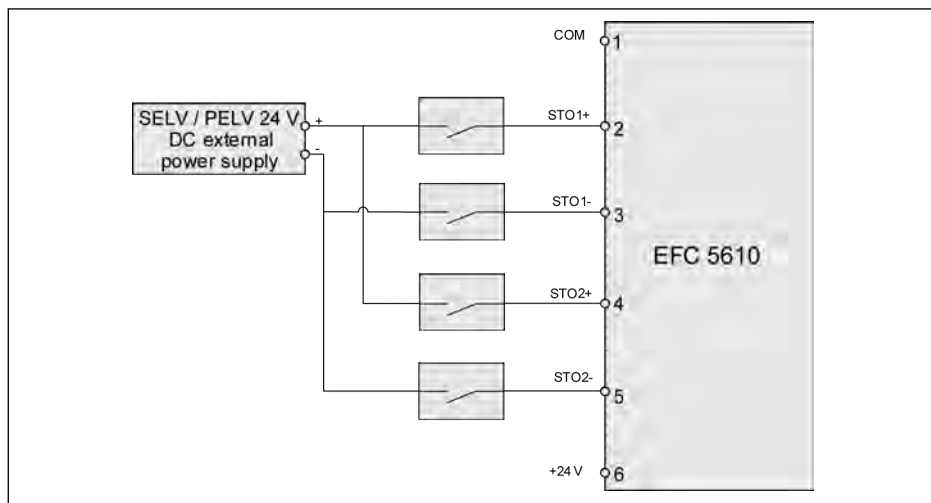 COM
1
SELV / PELV 24 V
DC external
power supply
+
-
STO1+
2
STO1-
3
EFC 5610
STO2+
4
STO2-
5
+24 V
6